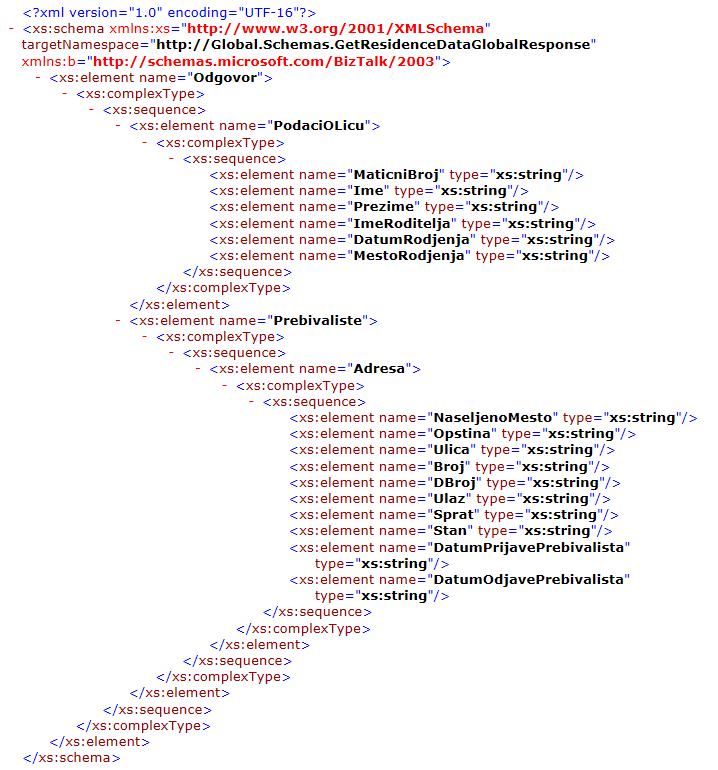 <?xml version="1.0" encoding="UTF-16"?>
- <xs:schema xmlns:xs="http://www.w3.org/2001/XMLSchema"
targetNamespace="http://Global.Schemas.GetResidenceDataGlobalResponse"
xmlns:b="http://schemas.microsoft.com/BizTalk/2003">
- <xs:element name="Odgovor">
- <xs:complexType>
- <xs:sequence>
- <xs:element name="PodaciOLicu">
- <xs:complexType>
- <xs:sequence>
<xs:element name="MaticniBroj" type="xs:string"/>
<xs:element name="Ime" type="xs:string"/>
<xs:element name="Prezime" type="xs:string"/>
<xs:element name="ImeRoditelja" type="xs:string"/>
<xs:element name="DatumRodjenja" type="xs:string"/>
<xs:element name="MestoRodjenja" type="xs:string"/>
</xs:sequence>
</xs:complexType>
</xs:element>
- <xs:element name="Prebivaliste">
- <xs:complexType>
- <xs:sequence>
- <xs:element name="Adresa">
- <xs:complexType>
- <xs:sequence>
<xs:element name="NaseljenoMesto" type="xs:string"/>
<xs:element name="Opstina" type="xs:string"/>
<xs:element name="Ulica" type="xs:string"/>
<xs:element name="Broj" type="xs:string"/>
<xs:element name="DBroj" type="xs:string"/>
<xs:element name="Ulaz" type="xs:string"/>
<xs:element name="Sprat" type="xs:string"/>
<xs:element name="Stan" type="xs:string"/>
<xs:element name="DatumPrijavePrebivalista"
type="xs:string"/>
<xs:element name="DatumOdjavePrebivalista"
type="xs:string"/>
</xs:sequence>
</xs:complexType>
</xs:element>
</xs:sequence>
</xs:complexType>
</xs:element>
</xs:sequence>
</xs:complexType>
</xs:element>
</xs:schema>